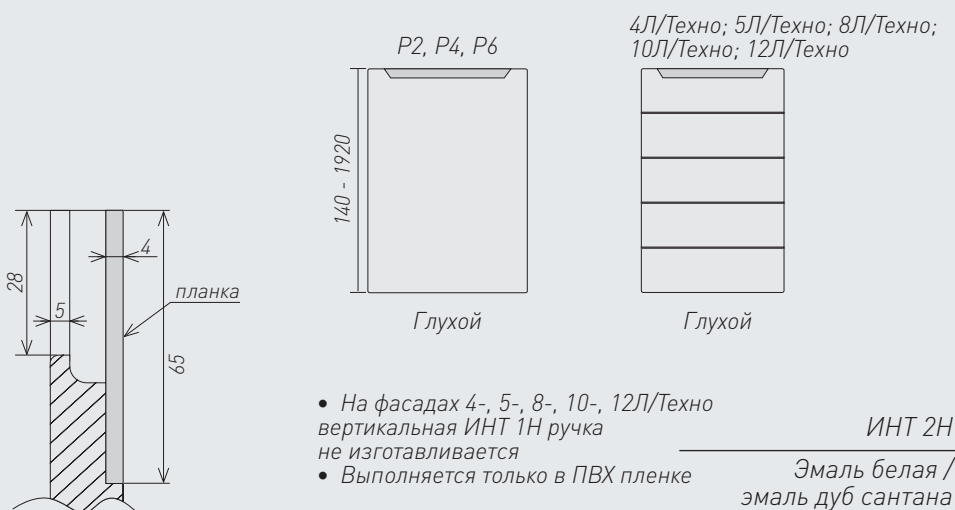 Р2, Р4, Р6
4Л/Техно; 5Л/Техно; 8Л/Техно;
10Л/Техно; 12Л/Техно
140 - 1920
Глухой
Глухой
28
5
4
планка
65
• На фасадах 4-, 5-, 8-, 10-, 12Л/Техно
вертикальная ИНТ 1Н ручка
не изготавливается
• Выполняется только в ПВХ пленке
ИНТ 2Н
Эмаль белая /
эмаль дуб сантана